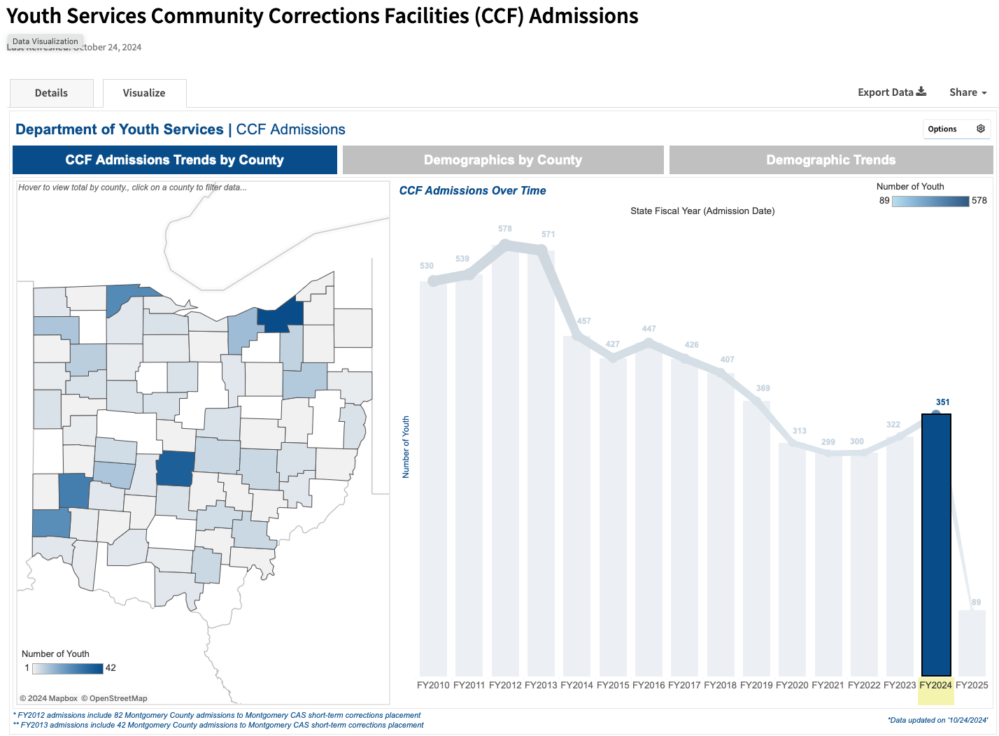 Youth Services Community Corrections Facilities (CCF) Admissions
Data Visualization
Last Refreshed: October 24, 2024
Details
Visualize
Export Data
Share
Department of Youth Services | CCF Admissions
Options
CCF Admissions Trends by County
Demographics by County
Demographic Trends
Hover to view total by county., click on a county to filter data...
CCF Admissions Over Time
Number of Youth
89 578
State Fiscal Year (Admission Date)
578
571
530
539
457
447
427
426
407
369
351
322
313
299
300
89
Number of Youth
Number of Youth
1 42
FY2010 FY2011 FY2012 FY2013 FY2014 FY2015 FY2016 FY2017 FY2018 FY2019 FY2020 FY2021 FY2022 FY2023 FY2024 FY2025
© 2024 Mapbox © OpenStreetMap
* FY2012 admissions include 82 Montgomery County admissions to Montgomery CAS short-term corrections placement
** FY2013 admissions include 42 Montgomery County admissions to Montgomery CAS short-term corrections placement
*Data updated on '10/24/2024'